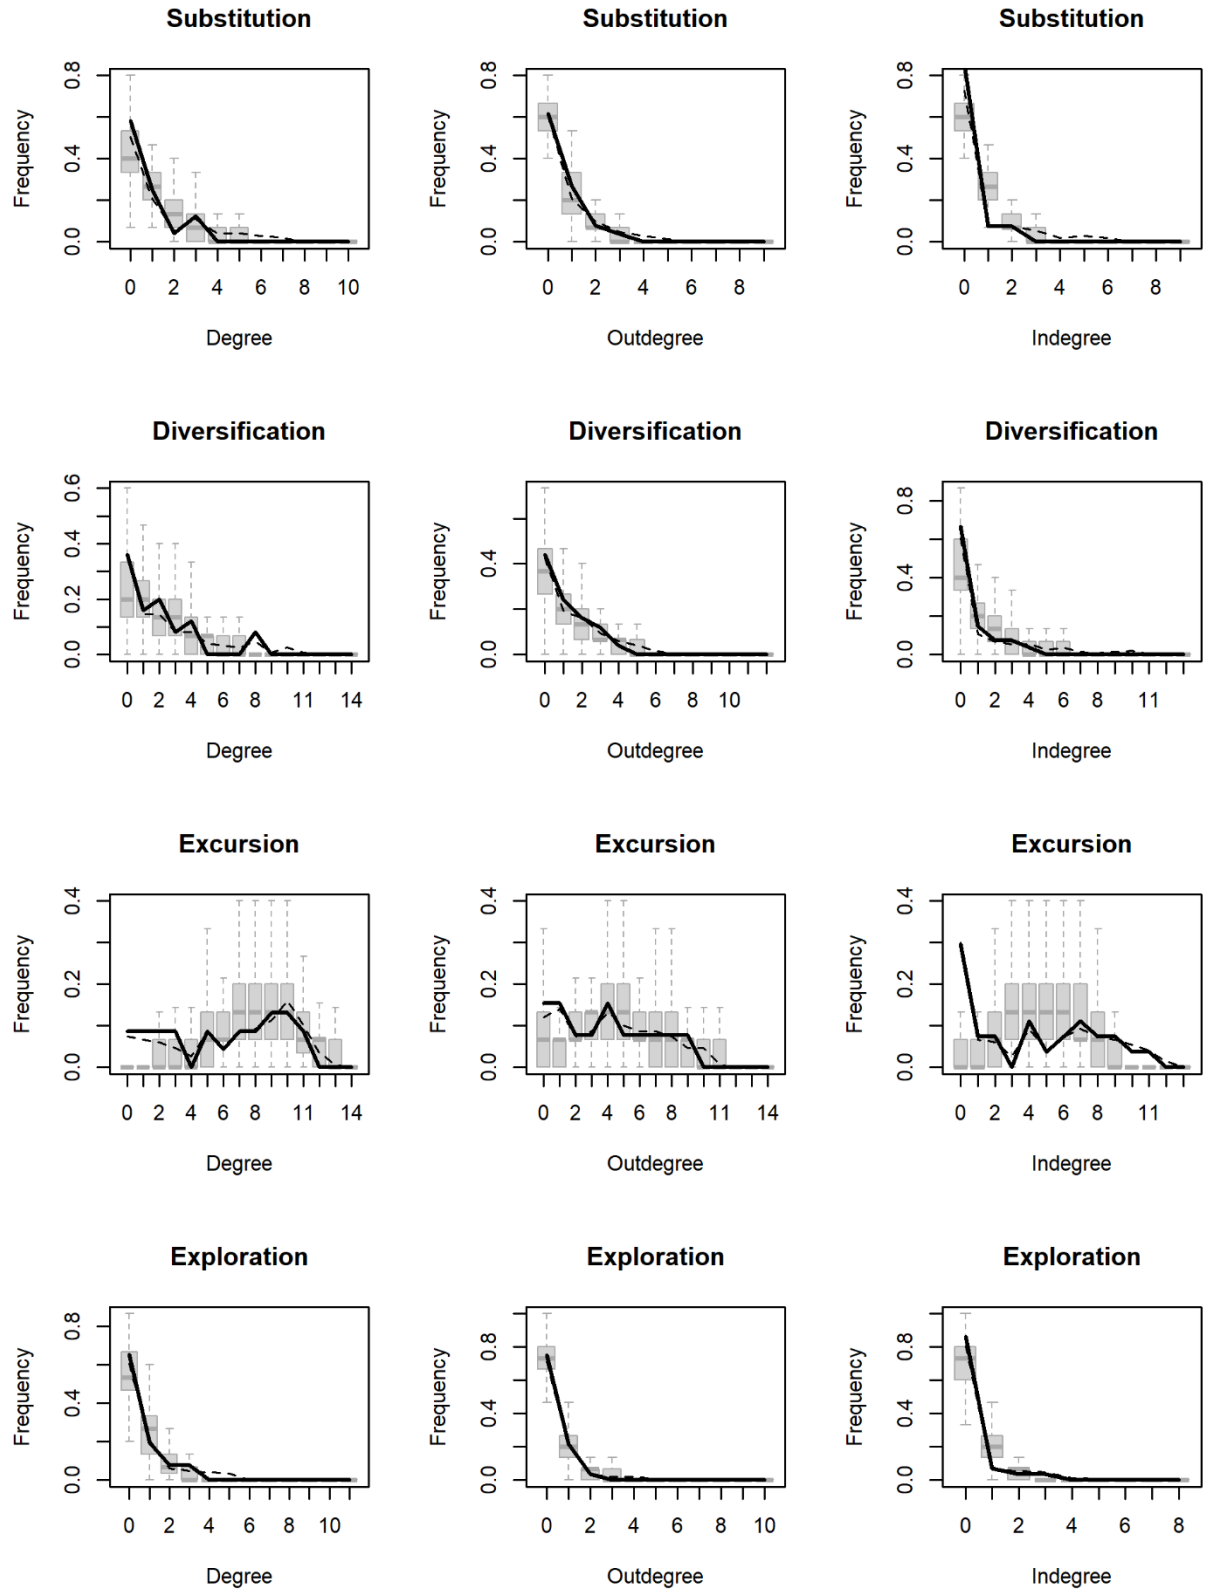 Substitution
Frequency
0.0 0.4 0.8
0 2 4 6 8 10
Degree
Substitution
Frequency
0.0 0.4 0.8
0 2 4 6 8
Outdegree
Substitution
Frequency
0.0 0.4 0.8
0 2 4 6 8
Indegree
Diversification
Frequency
0.0 0.2 0.4 0.6
0 2 4 6 8 11 14
Degree
Diversification
Frequency
0.0 0.4
0 2 4 6 8 10
Outdegree
Diversification
Frequency
0.0 0.4 0.8
0 2 4 6 8 11
Indegree
Excursion
Frequency
0.0 0.2 0.4
0 2 4 6 8 11 14
Degree
Excursion
Frequency
0.0 0.2 0.4
0 2 4 6 8 11 14
Outdegree
Excursion
Frequency
0.0 0.2 0.4
0 2 4 6 8 11
Indegree
Exploration
Frequency
0.0 0.4 0.8
0 2 4 6 8 10
Degree
Exploration
Frequency
0.0 0.4 0.8
0 2 4 6 8 10
Outdegree
Exploration
Frequency
0.0 0.4 0.8
0 2 4 6 8
Indegree